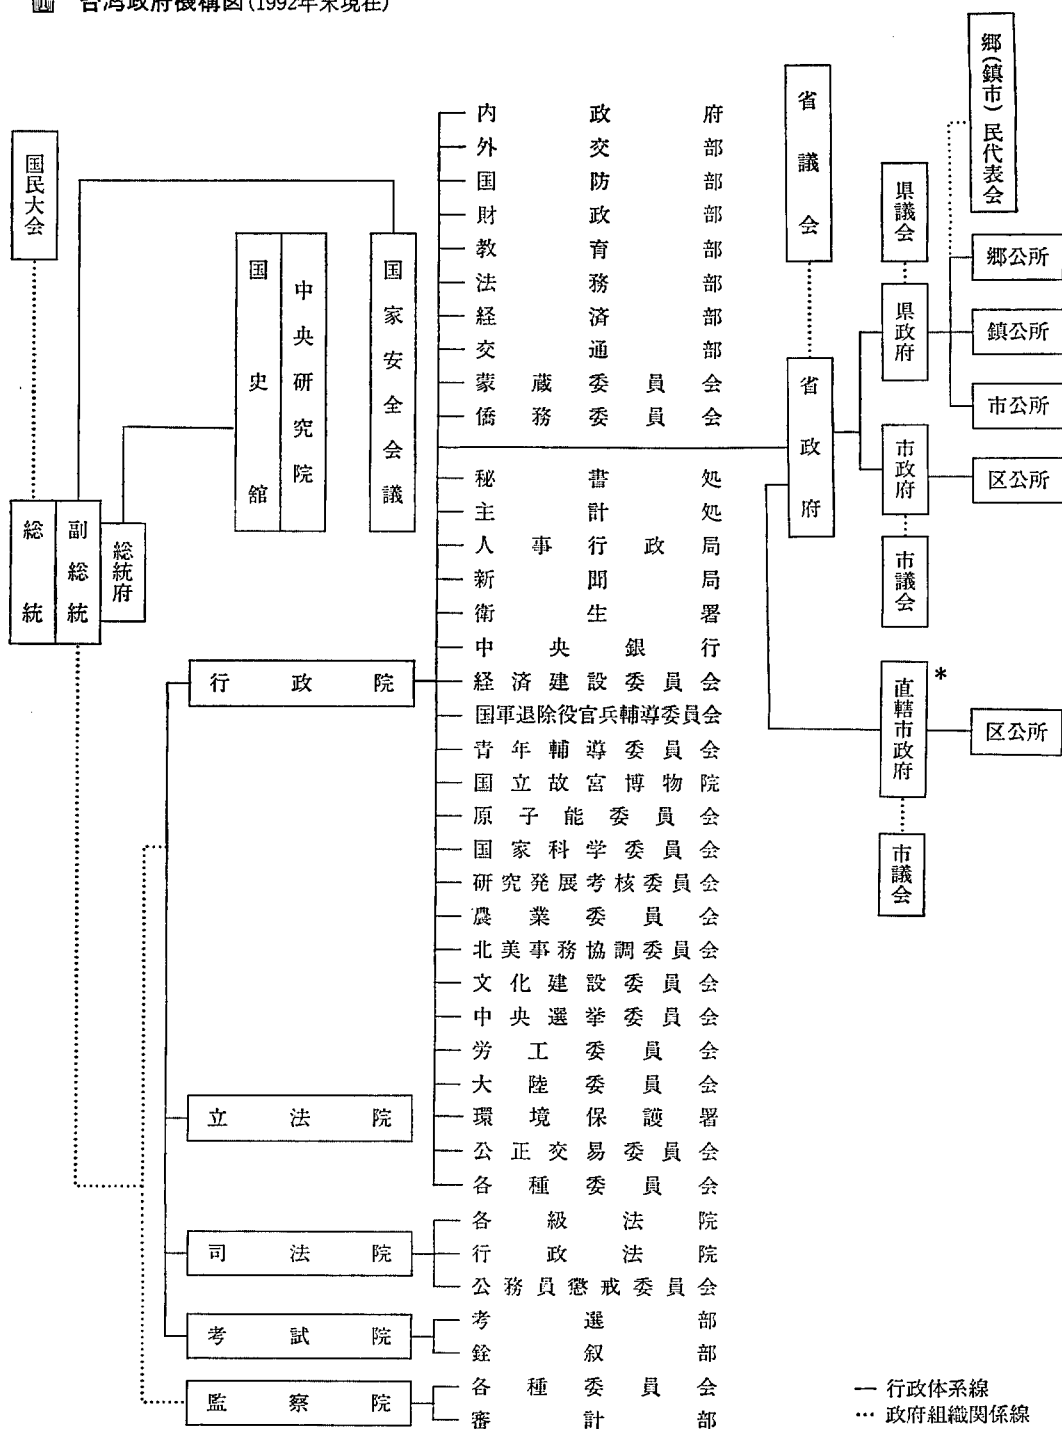 台湾政府機構図(1992年末現在)
国民大会
総統
副総統
総統府
国史館
中央研究院
国家安全会議
行政院
内政府
外交部
国防部
財政部
教育部
法務部
経済部
交通部
蒙蔵委員会
僑務委員会
秘書処
主計処
人事行政局
新聞局
衛生署
中央銀行
経済建設委員会
国軍退除役官兵輔導委員会
青年輔導委員会
国立故宮博物院
原子能委員会
国家科学委員会
研究発展考核委員会
農業委員会
北美事務協調委員会
文化建設委員会
中央選挙委員会
労工委員会
大陸委員会
環境保護署
公正交易委員会
各種委員会
立法院
司法院
各級法院
行政法院
公務員懲戒委員会
考試院
考選部
銓叙部
監察院
各種委員会
審計部
省議会
省政府
県議会
県政府
郷(鎮市)民代表会
郷公所
鎮公所
市公所
市政府
区公所
市議会
直轄市政府
*
区公所
市議会
― 行政体系線
… 政府組織関係線